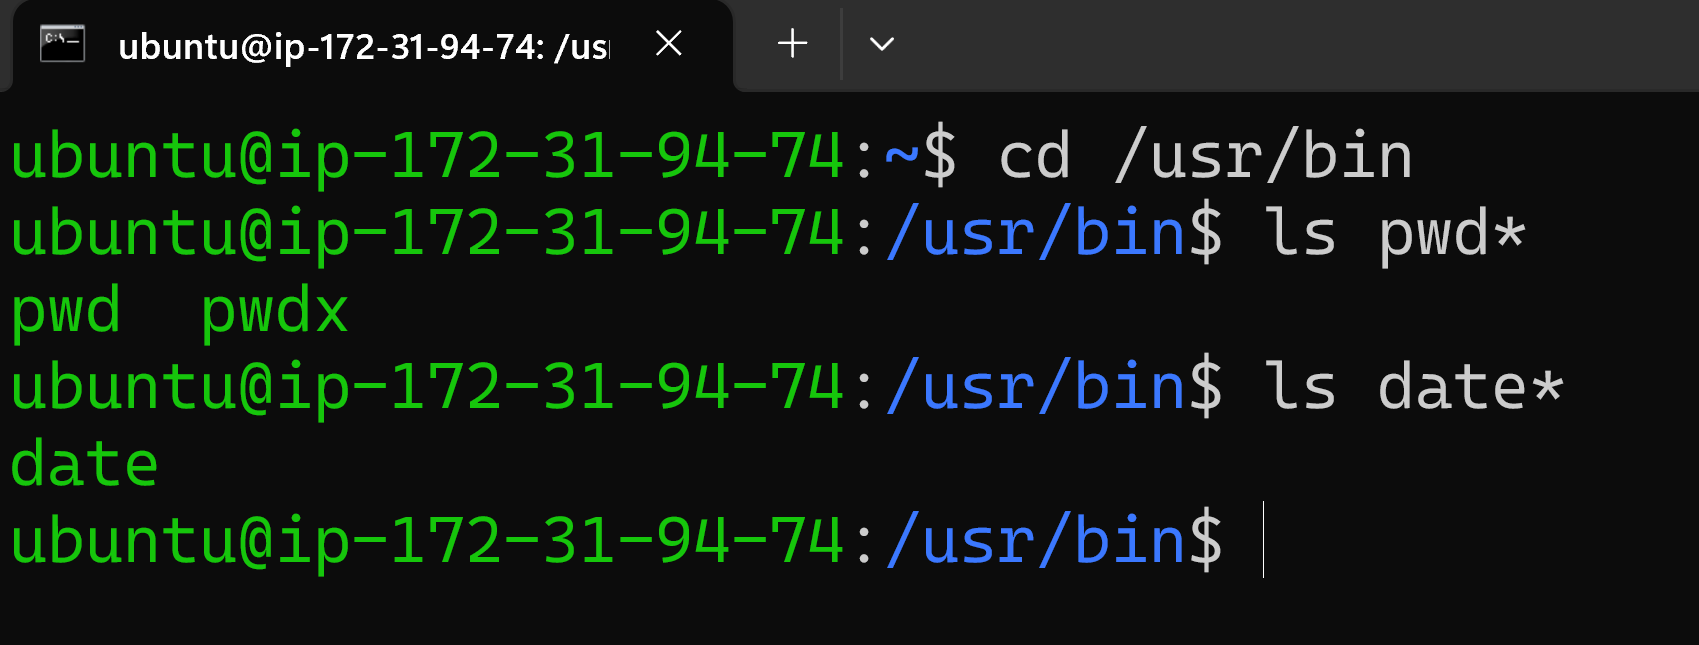 ubuntu@ip-172-31-94-74: /us
ubuntu@ip-172-31-94-74:~$ cd /usr/bin
ubuntu@ip-172-31-94-74:/usr/bin$ ls pwd*
pwd  pwdx
ubuntu@ip-172-31-94-74:/usr/bin$ ls date*
date
ubuntu@ip-172-31-94-74:/usr/bin$